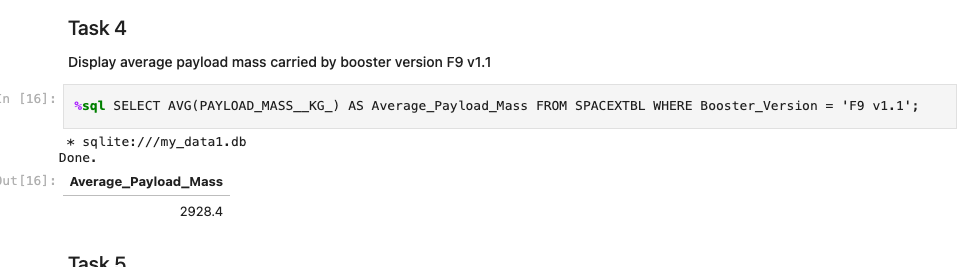 Task 4
Display average payload mass carried by booster version F9 v1.1
n [16]: %sql SELECT AVG(PAYLOAD_MASS__KG_) AS Average_Payload_Mass FROM SPACEXTBL WHERE Booster_Version = 'F9 v1.1';
* sqlite:///my_data1.db
Done.
ut[16]: Average_Payload_Mass
2928.4
Task 5